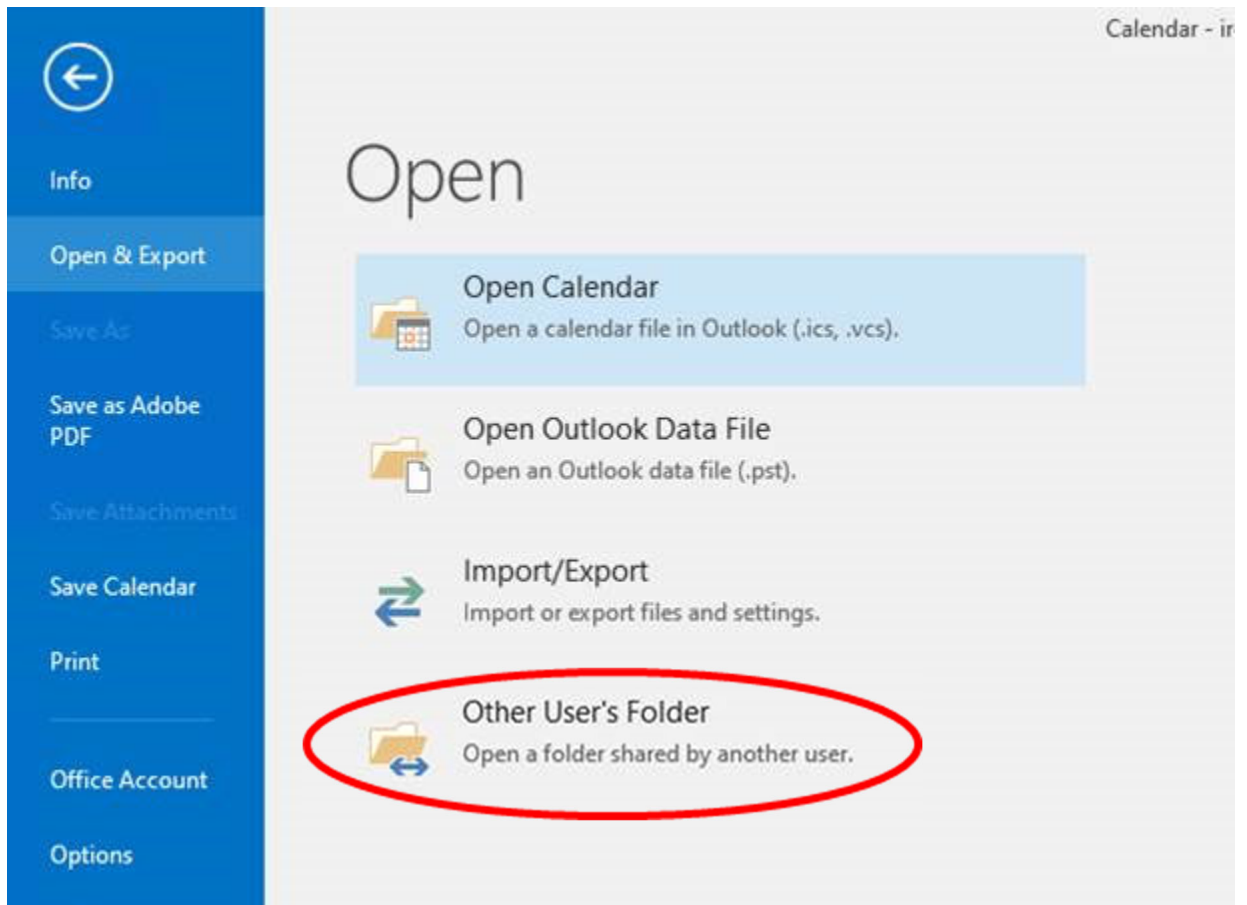 Calendar - ir
Info
Open & Export
Save As
Save as Adobe
PDF
Save Attachments
Save Calendar
Print
Office Account
Options
Open
Open Calendar
Open a calendar file in Outlook (.ics, .vcs).
Open Outlook Data File
Open an Outlook data file (.pst).
Import/Export
Import or export files and settings.
Other User's Folder
Open a folder shared by another user.